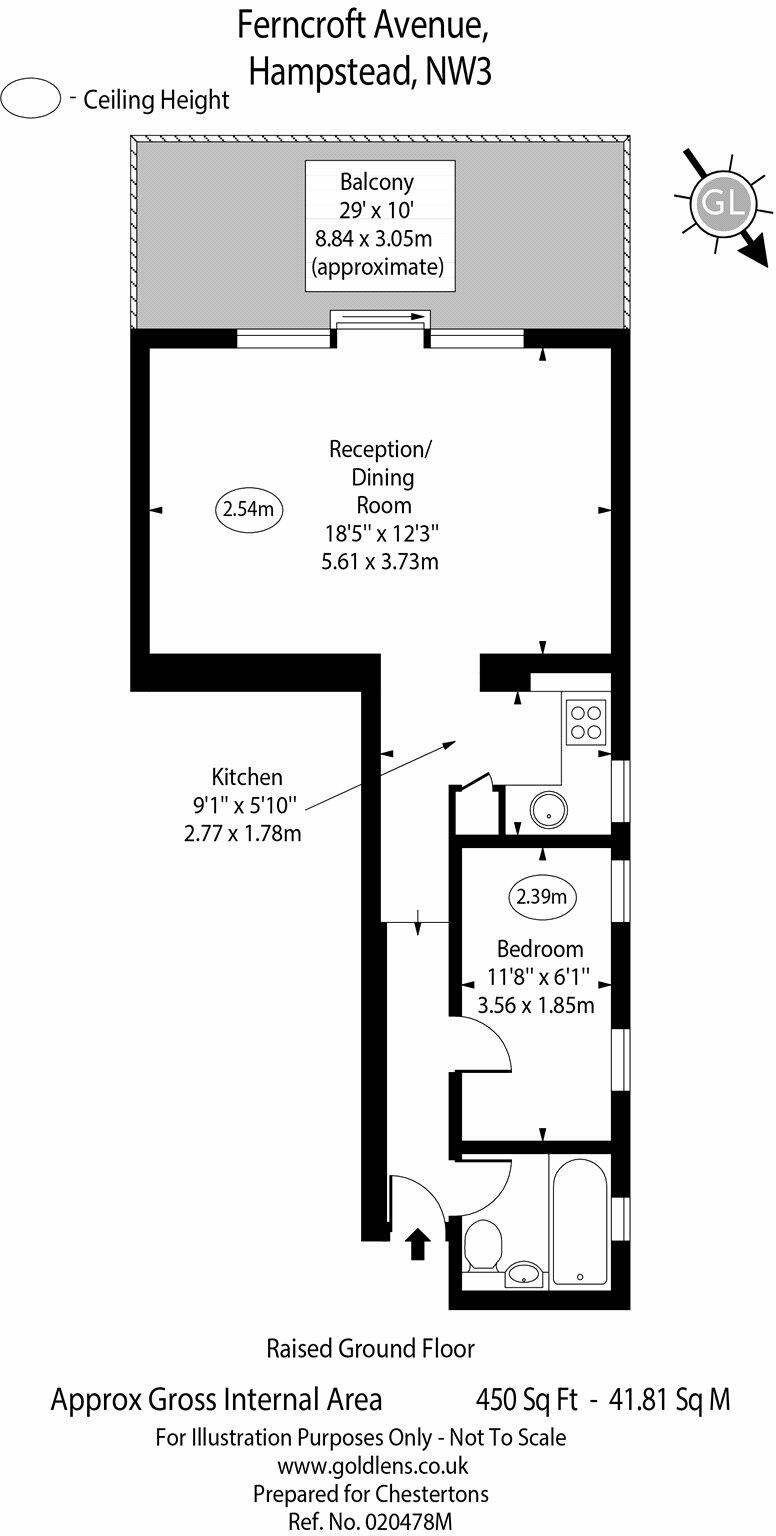 Ferncroft Avenue,
Hampstead, NW3
- Ceiling Height
GL
Balcony
29' x 10'
8.84 x 3.05m
(approximate)
Reception/
Dining
Room
18'5" x 12'3"
5.61 x 3.73m
2.54m
Kitchen
9'1" x 5'10"
2.77 x 1.78m
2.39m
Bedroom
11'8" x 6'1"
3.56 x 1.85m
Raised Ground Floor
Approx Gross Internal Area 450 Sq Ft - 41.81 Sq M
For Illustration Purposes Only - Not To Scale
www.goldlens.co.uk
Prepared for Chestertons
Ref. No. 020478M